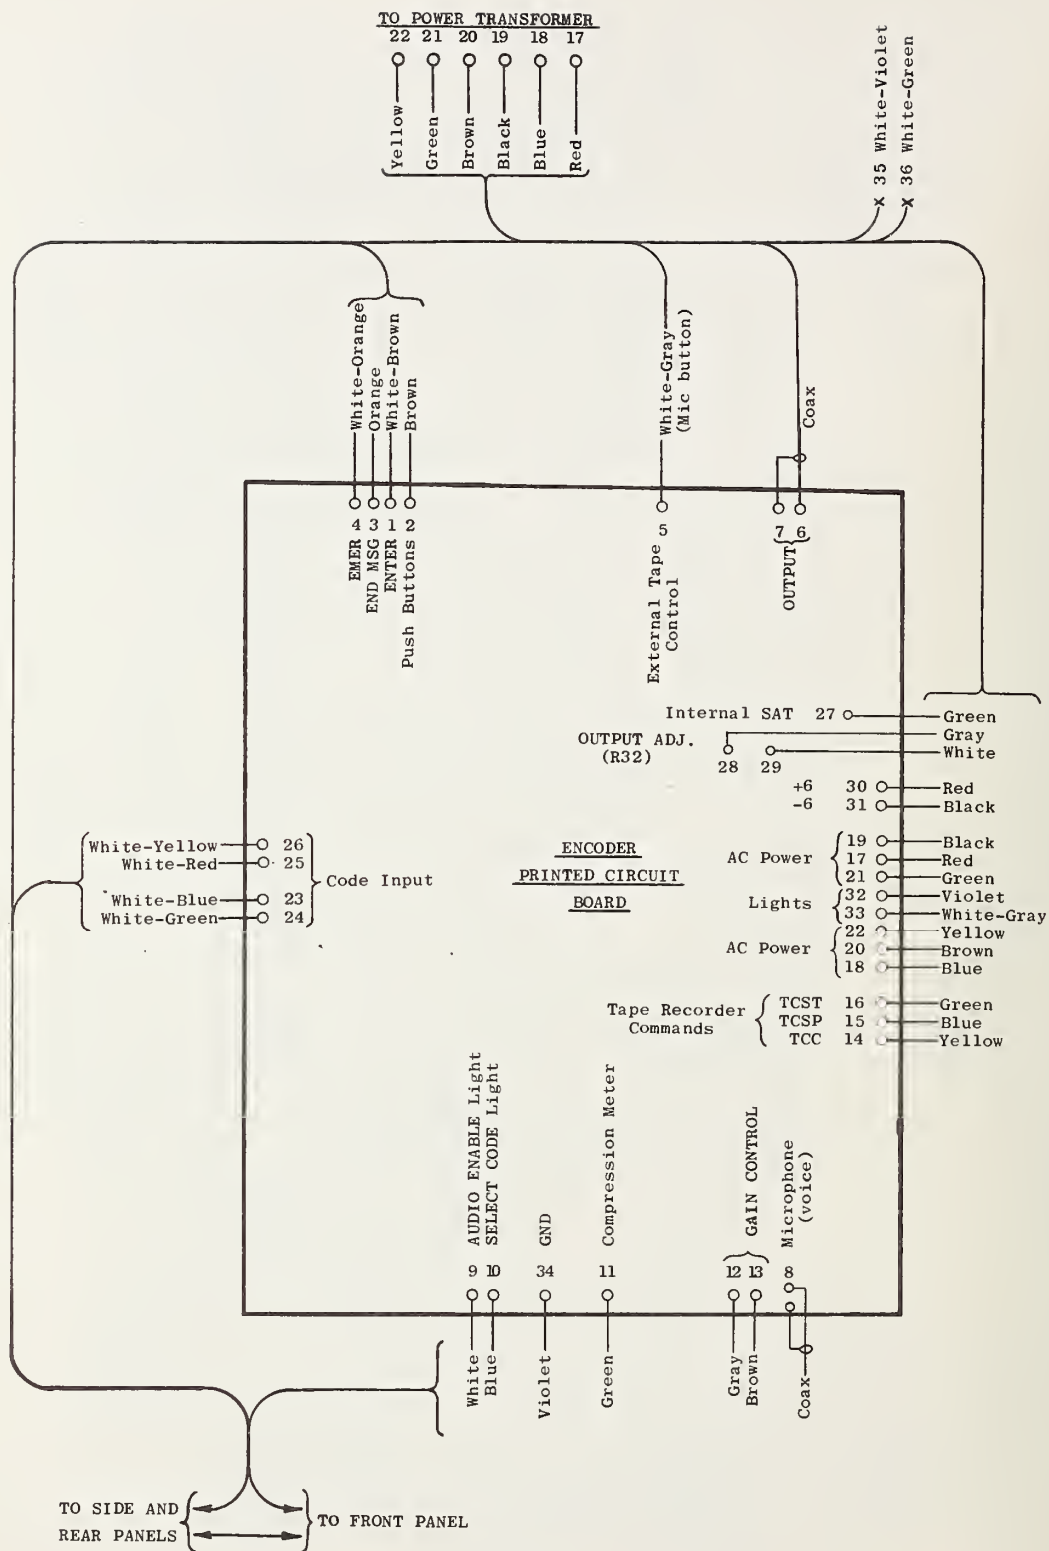 TO POWER TRANSFORMER
22 21 20 19 18 17
Yellow
Green
Brown
Black
Blue
Red
X 35 White-Violet
X 36 White-Green
White-Orange
Orange
White-Brown
Brown
White-Gray
(Mic button)
Coax
4 3 1 2
EMER
END MSG
ENTER
Push Buttons
5
External Tape
Control
7 6
OUTPUT
Internal SAT 27 Green
Gray
OUTPUT ADJ.
(R32)
28 29 White
+6 30 Red
-6 31 Black
White-Yellow 26
White-Red 25
White-Blue 23
White-Green 24
Code Input
ENCODER
PRINTED CIRCUIT
BOARD
AC Power
19 Black
17 Red
21 Green
Lights
32 Violet
33 White-Gray
AC Power
22 Yellow
20 Brown
18 Blue
Tape Recorder
Commands
TCST 16 Green
TCSP 15 Blue
TCC 14 Yellow
AUDIO ENABLE Light
SELECT CODE Light
GND
Compression Meter
GAIN CONTROL
Microphone
(voice)
9 10 34 11 12 13 8
White
Blue
Violet
Green
Gray
Brown
Coax
TO SIDE AND
REAR PANELS
TO FRONT PANEL